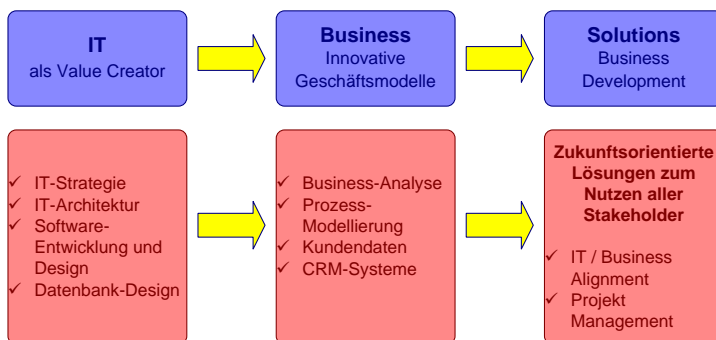 IT
als Value Creator
Business
Innovative
Geschäftsmodelle
Solutions
Business
Development
✓ IT-Strategie
✓ IT-Architektur
✓ Software-
Entwicklung und
Design
✓ Datenbank-Design
✓ Business-Analyse
✓ Prozess-
Modellierung
✓ Kundendaten
✓ CRM-Systeme
Zukunftsorientierte
Lösungen zum
Nutzen aller
Stakeholder
✓ IT / Business
Alignment
✓ Projekt
Management